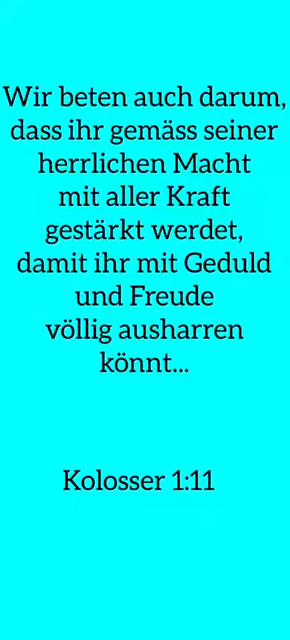 Wir beten auch darum,
dass ihr gemäss seiner
herrlichen Macht
mit aller Kraft
gestärkt werdet,
damit ihr mit Geduld
und Freude
völlig ausharren
könnt...
Kolosser 1:11